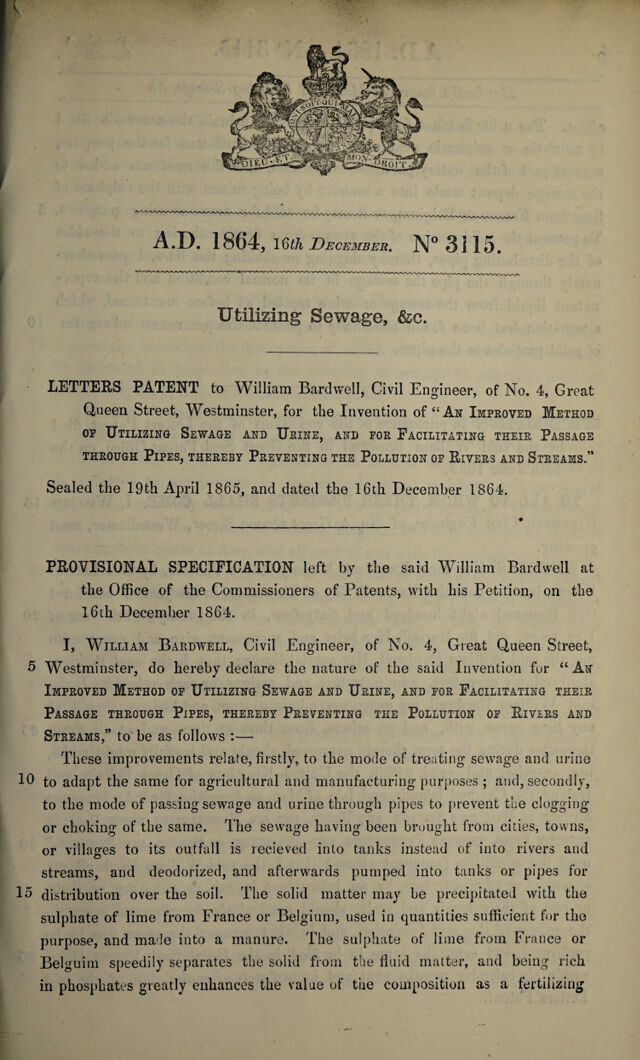 HONI SOIT QUI MAL
DIEU · ET · MON · DROIT
A.D. 1864, 16th DECEMBER. Nº 3115.
Utilizing Sewage, &c.
LETTERS PATENT to William Bardwell, Civil Engineer, of No. 4, Great
Queen Street, Westminster, for the Invention of “AN IMPROVED METHOD
OF UTILIZING SEWAGE AND URINE, AND FOR FACILITATING THEIR PASSAGE
THROUGH PIPES, THEREBY PREVENTING THE POLLUTION OF RIVERS AND STREAMS.”
Sealed the 19th April 1865, and dated the 16th December 1864.
PROVISIONAL SPECIFICATION left by the said William Bardwell at
the Office of the Commissioners of Patents, with his Petition, on the
16th December 1864.
I, WILLIAM BARDWELL, Civil Engineer, of No. 4, Great Queen Street,
5 Westminster, do hereby declare the nature of the said Invention for “AN
IMPROVED METHOD OF UTILIZING SEWAGE AND URINE, AND FOR FACILITATING THEIR
PASSAGE THROUGH PIPES, THEREBY PREVENTING THE POLLUTION OF RIVERS AND
STREAMS,” to be as follows :—
These improvements relate, firstly, to the mode of treating sewage and urine
10 to adapt the same for agricultural and manufacturing purposes ; and, secondly,
to the mode of passing sewage and urine through pipes to prevent the clogging
or choking of the same. The sewage having been brought from cities, towns,
or villages to its outfall is recieved into tanks instead of into rivers and
streams, and deodorized, and afterwards pumped into tanks or pipes for
15 distribution over the soil. The solid matter may be precipitated with the
sulphate of lime from France or Belgium, used in quantities sufficient for the
purpose, and made into a manure. The sulphate of lime from France or
Belguim speedily separates the solid from the fluid matter, and being rich
in phosphates greatly enhances the value of the composition as a fertilizing